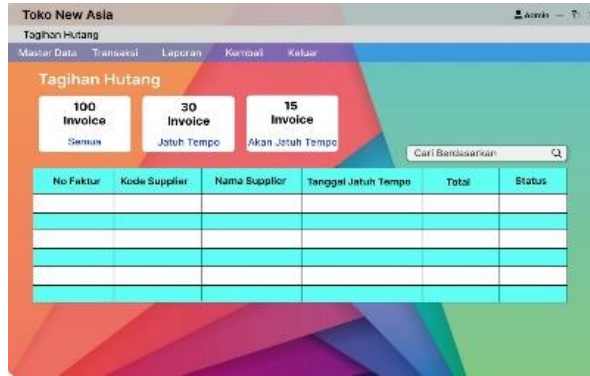 Toko New Asia
Admin
Tagihan Hutang
Master Data Transaksi Laporan Kembali Keluar
Tagihan Hutang
100 Invoice Semua
30 Invoice Jatuh Tempo
15 Invoice Akan Jatuh Tempo
Cari Berdasarkan
No Faktur Kode Supplier Nama Supplier Tanggal Jatuh Tempo Total Status